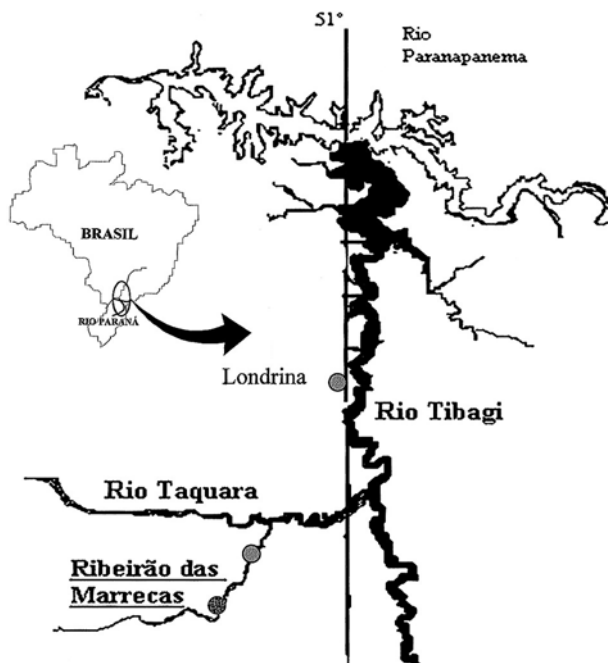 51°
Rio
Paranapanema
BRASIL
RIO PARANÁ
Londrina
Rio Tibagi
Rio Taquara
Ribeirão das
Marrecas